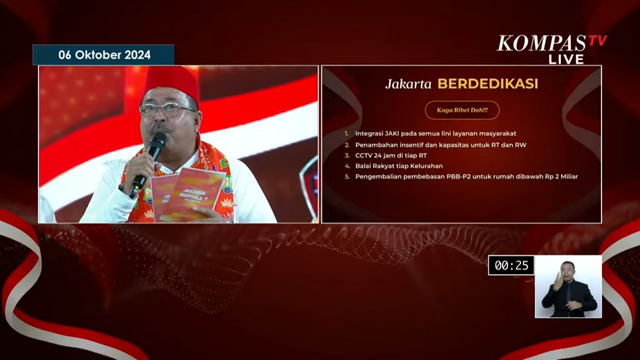 06 Oktober 2024
KOMPASTV
LIVE
Jakarta BERDEDIKASI
Kaga Ribet Dah!!!
1. Integrasi JAKI pada semua lini layanan masyarakat
2. Penambahan insentif dan kapasitas untuk RT dan RW
3. CCTV 24 jam di tiap RT
4. Balai Rakyat tiap Kelurahan
5. Pengembalian pembebasan PBB-P2 untuk rumah dibawah Rp 2 Miliar
00:25